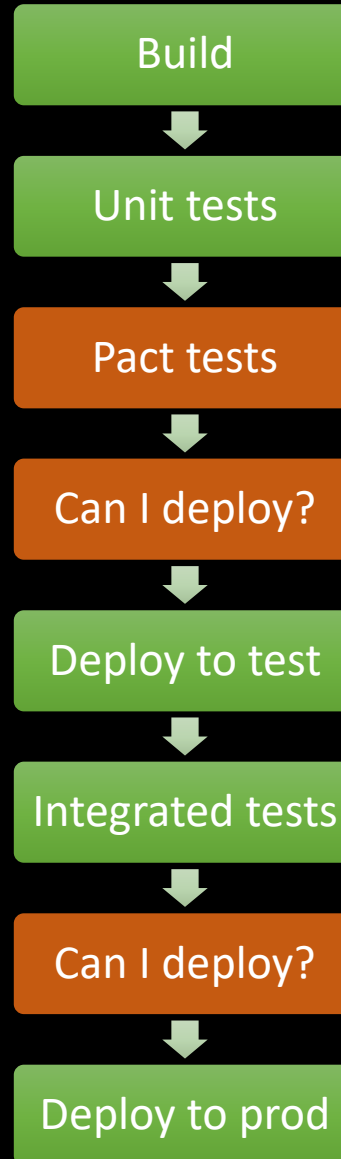 Build
Unit tests
Pact tests
Can I deploy?
Deploy to test
Integrated tests
Can I deploy?
Deploy to prod